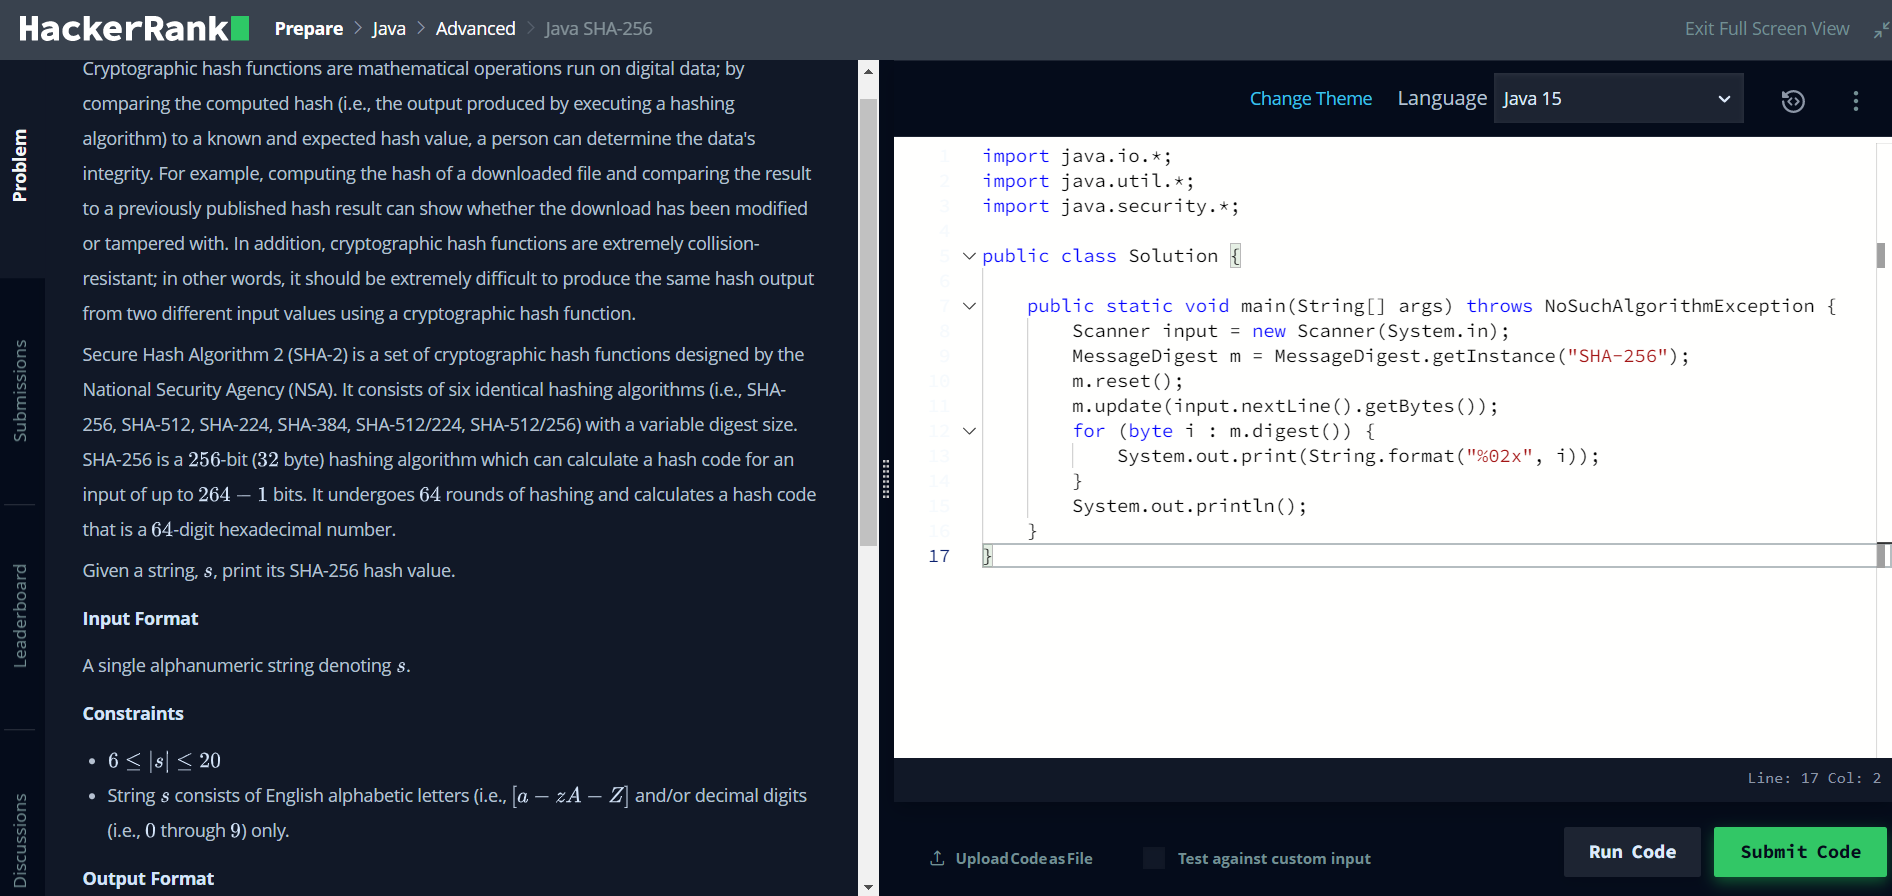 HackerRank
Prepare > Java > Advanced > Java SHA-256
Exit Full Screen View
Problem
Submissions
Leaderboard
Discussions
Cryptographic hash functions are mathematical operations run on digital data; by
comparing the computed hash (i.e., the output produced by executing a hashing
algorithm) to a known and expected hash value, a person can determine the data's
integrity. For example, computing the hash of a downloaded file and comparing the result
to a previously published hash result can show whether the download has been modified
or tampered with. In addition, cryptographic hash functions are extremely collision-
resistant; in other words, it should be extremely difficult to produce the same hash output
from two different input values using a cryptographic hash function.
Secure Hash Algorithm 2 (SHA-2) is a set of cryptographic hash functions designed by the
National Security Agency (NSA). It consists of six identical hashing algorithms (i.e., SHA-
256, SHA-512, SHA-224, SHA-384, SHA-512/224, SHA-512/256) with a variable digest size.
SHA-256 is a 256-bit (32 byte) hashing algorithm which can calculate a hash code for an
input of up to 264 − 1 bits. It undergoes 64 rounds of hashing and calculates a hash code
that is a 64-digit hexadecimal number.
Given a string, s, print its SHA-256 hash value.
Input Format
A single alphanumeric string denoting s.
Constraints
• 6 ≤ |s| ≤ 20
• String s consists of English alphabetic letters (i.e., [a − zA − Z] and/or decimal digits
(i.e., 0 through 9) only.
Output Format
Change Theme Language Java 15
1 import java.io.*;
2 import java.util.*;
3 import java.security.*;
4
5 public class Solution {
6
7 public static void main(String[] args) throws NoSuchAlgorithmException {
8 Scanner input = new Scanner(System.in);
9 MessageDigest m = MessageDigest.getInstance("SHA-256");
10 m.reset();
11 m.update(input.nextLine().getBytes());
12 for (byte i : m.digest()) {
13 System.out.print(String.format("%02x", i));
14 }
15 System.out.println();
16 }
17 }
Line: 17 Col: 2
Upload Code as File
Test against custom input
Run Code
Submit Code